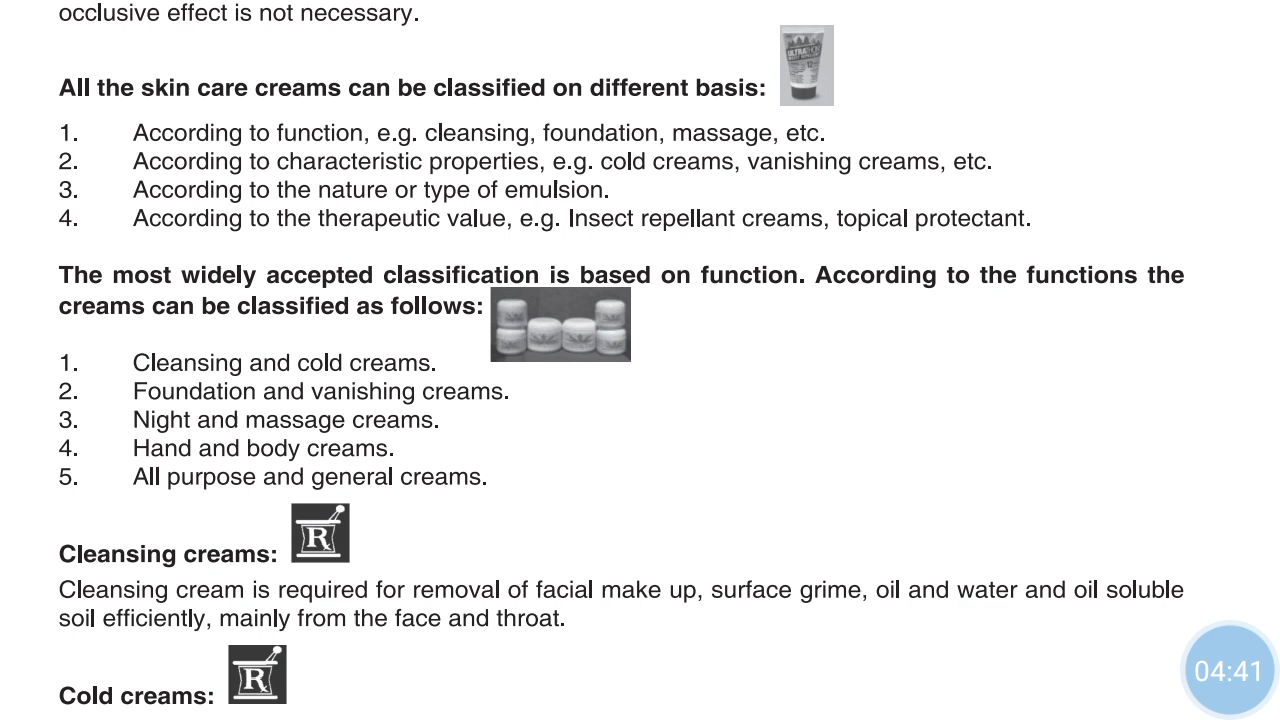 occlusive effect is not necessary.
All the skin care creams can be classified on different basis:
1. According to function, e.g. cleansing, foundation, massage, etc.
2. According to characteristic properties, e.g. cold creams, vanishing creams, etc.
3. According to the nature or type of emulsion.
4. According to the therapeutic value, e.g. Insect repellant creams, topical protectant.
The most widely accepted classification is based on function. According to the functions the
creams can be classified as follows:
1. Cleansing and cold creams.
2. Foundation and vanishing creams.
3. Night and massage creams.
4. Hand and body creams.
5. All purpose and general creams.
Cleansing creams:
Cleansing cream is required for removal of facial make up, surface grime, oil and water and oil soluble
soil efficiently, mainly from the face and throat.
Cold creams:
04:41